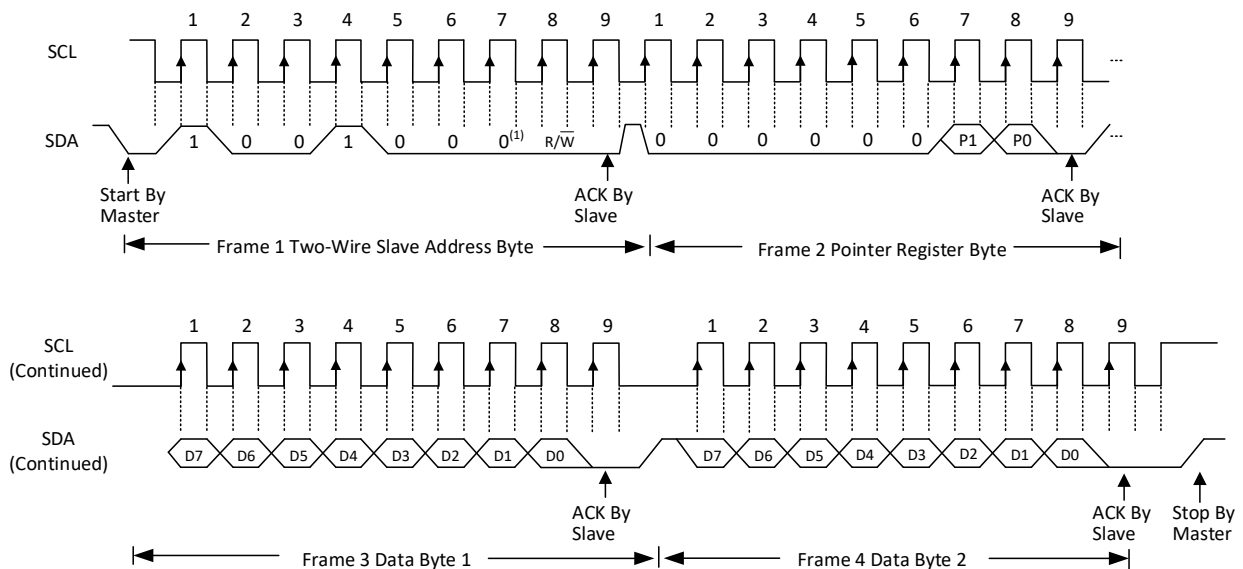 1 2 3 4 5 6 7 8 9 1 2 3 4 5 6 7 8 9
SCL ...
SDA 1 0 0 1 0 0 0(1) R/W̅ 0 0 0 0 0 0 P1 P0 ...
Start By Master
ACK By Slave
ACK By Slave
Frame 1 Two-Wire Slave Address Byte
Frame 2 Pointer Register Byte
1 2 3 4 5 6 7 8 9 1 2 3 4 5 6 7 8 9
SCL
(Continued)
SDA
(Continued)
D7 D6 D5 D4 D3 D2 D1 D0 D7 D6 D5 D4 D3 D2 D1 D0
ACK By
Slave
ACK By
Slave
Stop By
Master
Frame 3 Data Byte 1
Frame 4 Data Byte 2